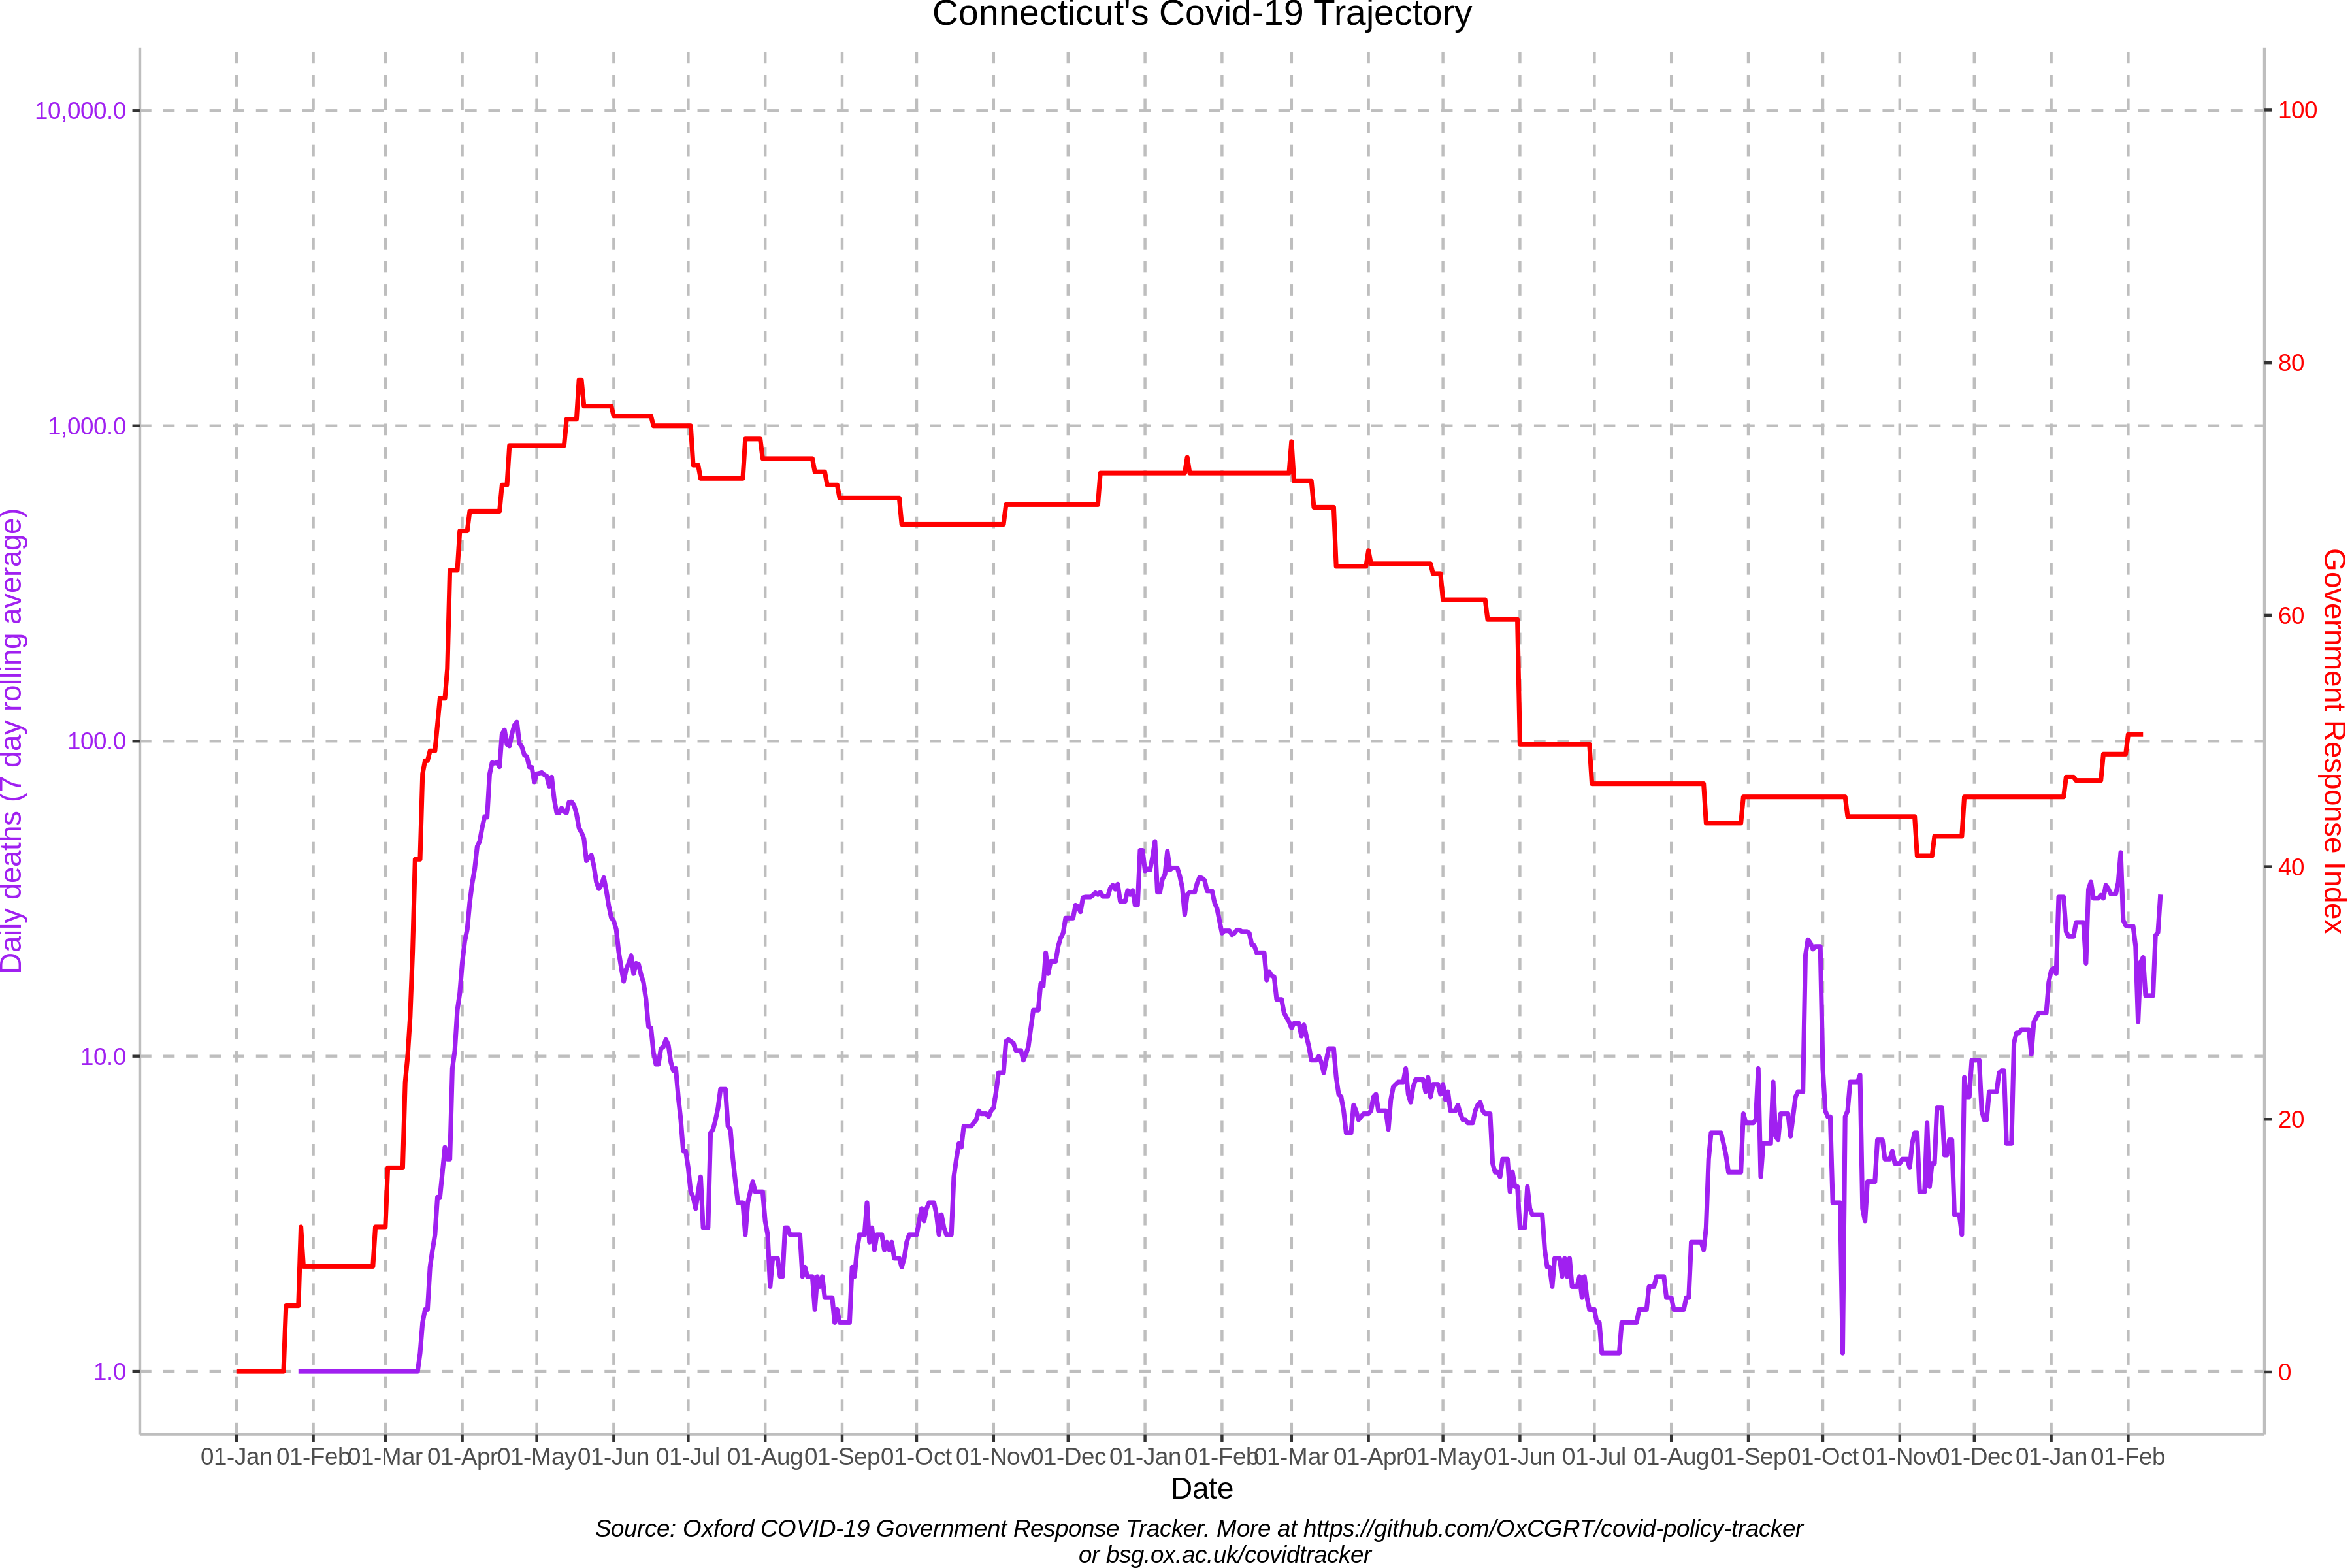 Connecticut's Covid-19 Trajectory
10,000.0
1,000.0
100.0
10.0
1.0
Daily deaths (7 day rolling average)
100
80
60
40
20
0
Government Response Index
01-Jan 01-Feb 01-Mar 01-Apr 01-May 01-Jun 01-Jul 01-Aug 01-Sep 01-Oct 01-Nov 01-Dec 01-Jan 01-Feb 01-Mar 01-Apr 01-May 01-Jun 01-Jul 01-Aug 01-Sep 01-Oct 01-Nov 01-Dec 01-Jan 01-Feb
Date
Source: Oxford COVID-19 Government Response Tracker. More at https://github.com/OxCGRT/covid-policy-tracker
or bsg.ox.ac.uk/covidtracker